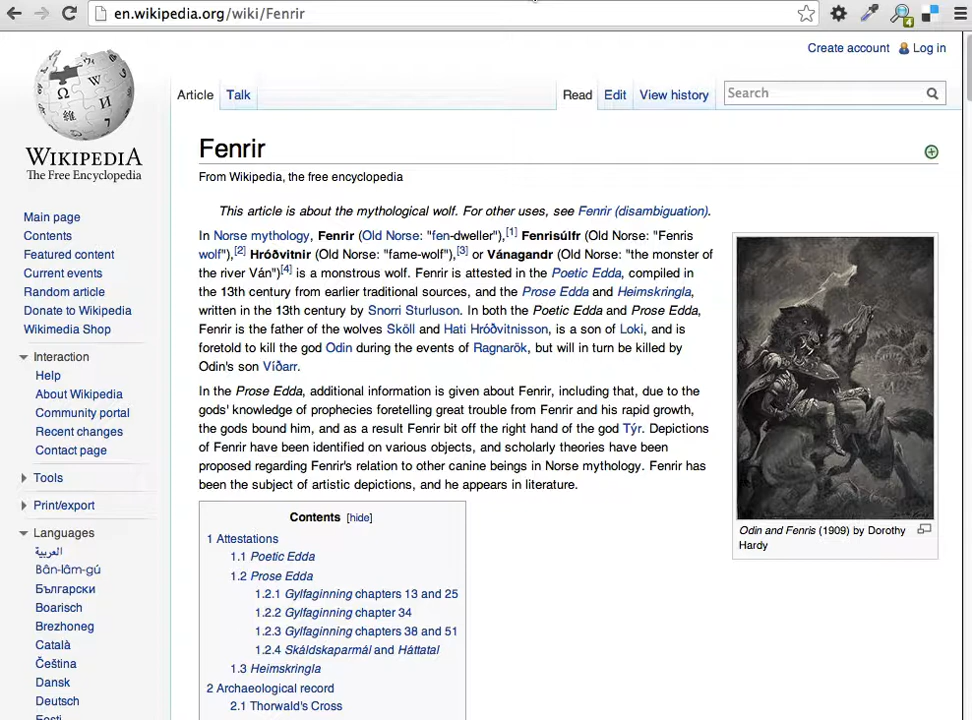 en.wikipedia.org/wiki/Fenrir
Create account Log in
Article Talk Read Edit View history Search
WIKIPEDIA
The Free Encyclopedia
Main page
Contents
Featured content
Current events
Random article
Donate to Wikipedia
Wikimedia Shop
Interaction
Help
About Wikipedia
Community portal
Recent changes
Contact page
Tools
Print/export
Languages
العربية
Bân-lâm-gú
Български
Boarisch
Brezhoneg
Català
Čeština
Dansk
Deutsch
Eesti
Fenrir
From Wikipedia, the free encyclopedia
This article is about the mythological wolf. For other uses, see Fenrir (disambiguation).
In Norse mythology, Fenrir (Old Norse: "fen-dweller"),[1] Fenrisúlfr (Old Norse: "Fenris
wolf"),[2] Hróðvitnir (Old Norse: "fame-wolf"),[3] or Vánagandr (Old Norse: "the monster of
the river Ván")[4] is a monstrous wolf. Fenrir is attested in the Poetic Edda, compiled in
the 13th century from earlier traditional sources, and the Prose Edda and Heimskringla,
written in the 13th century by Snorri Sturluson. In both the Poetic Edda and Prose Edda,
Fenrir is the father of the wolves Sköll and Hati Hróðvitnisson, is a son of Loki, and is
foretold to kill the god Odin during the events of Ragnarök, but will in turn be killed by
Odin's son Víðarr.
In the Prose Edda, additional information is given about Fenrir, including that, due to the
gods' knowledge of prophecies foretelling great trouble from Fenrir and his rapid growth,
the gods bound him, and as a result Fenrir bit off the right hand of the god Týr. Depictions
of Fenrir have been identified on various objects, and scholarly theories have been
proposed regarding Fenrir's relation to other canine beings in Norse mythology. Fenrir has
been the subject of artistic depictions, and he appears in literature.
Odin and Fenris (1909) by Dorothy
Hardy
Contents [hide]
1 Attestations
1.1 Poetic Edda
1.2 Prose Edda
1.2.1 Gylfaginning chapters 13 and 25
1.2.2 Gylfaginning chapter 34
1.2.3 Gylfaginning chapters 38 and 51
1.2.4 Skáldskaparmál and Háttatal
1.3 Heimskringla
2 Archaeological record
2.1 Thorwald's Cross